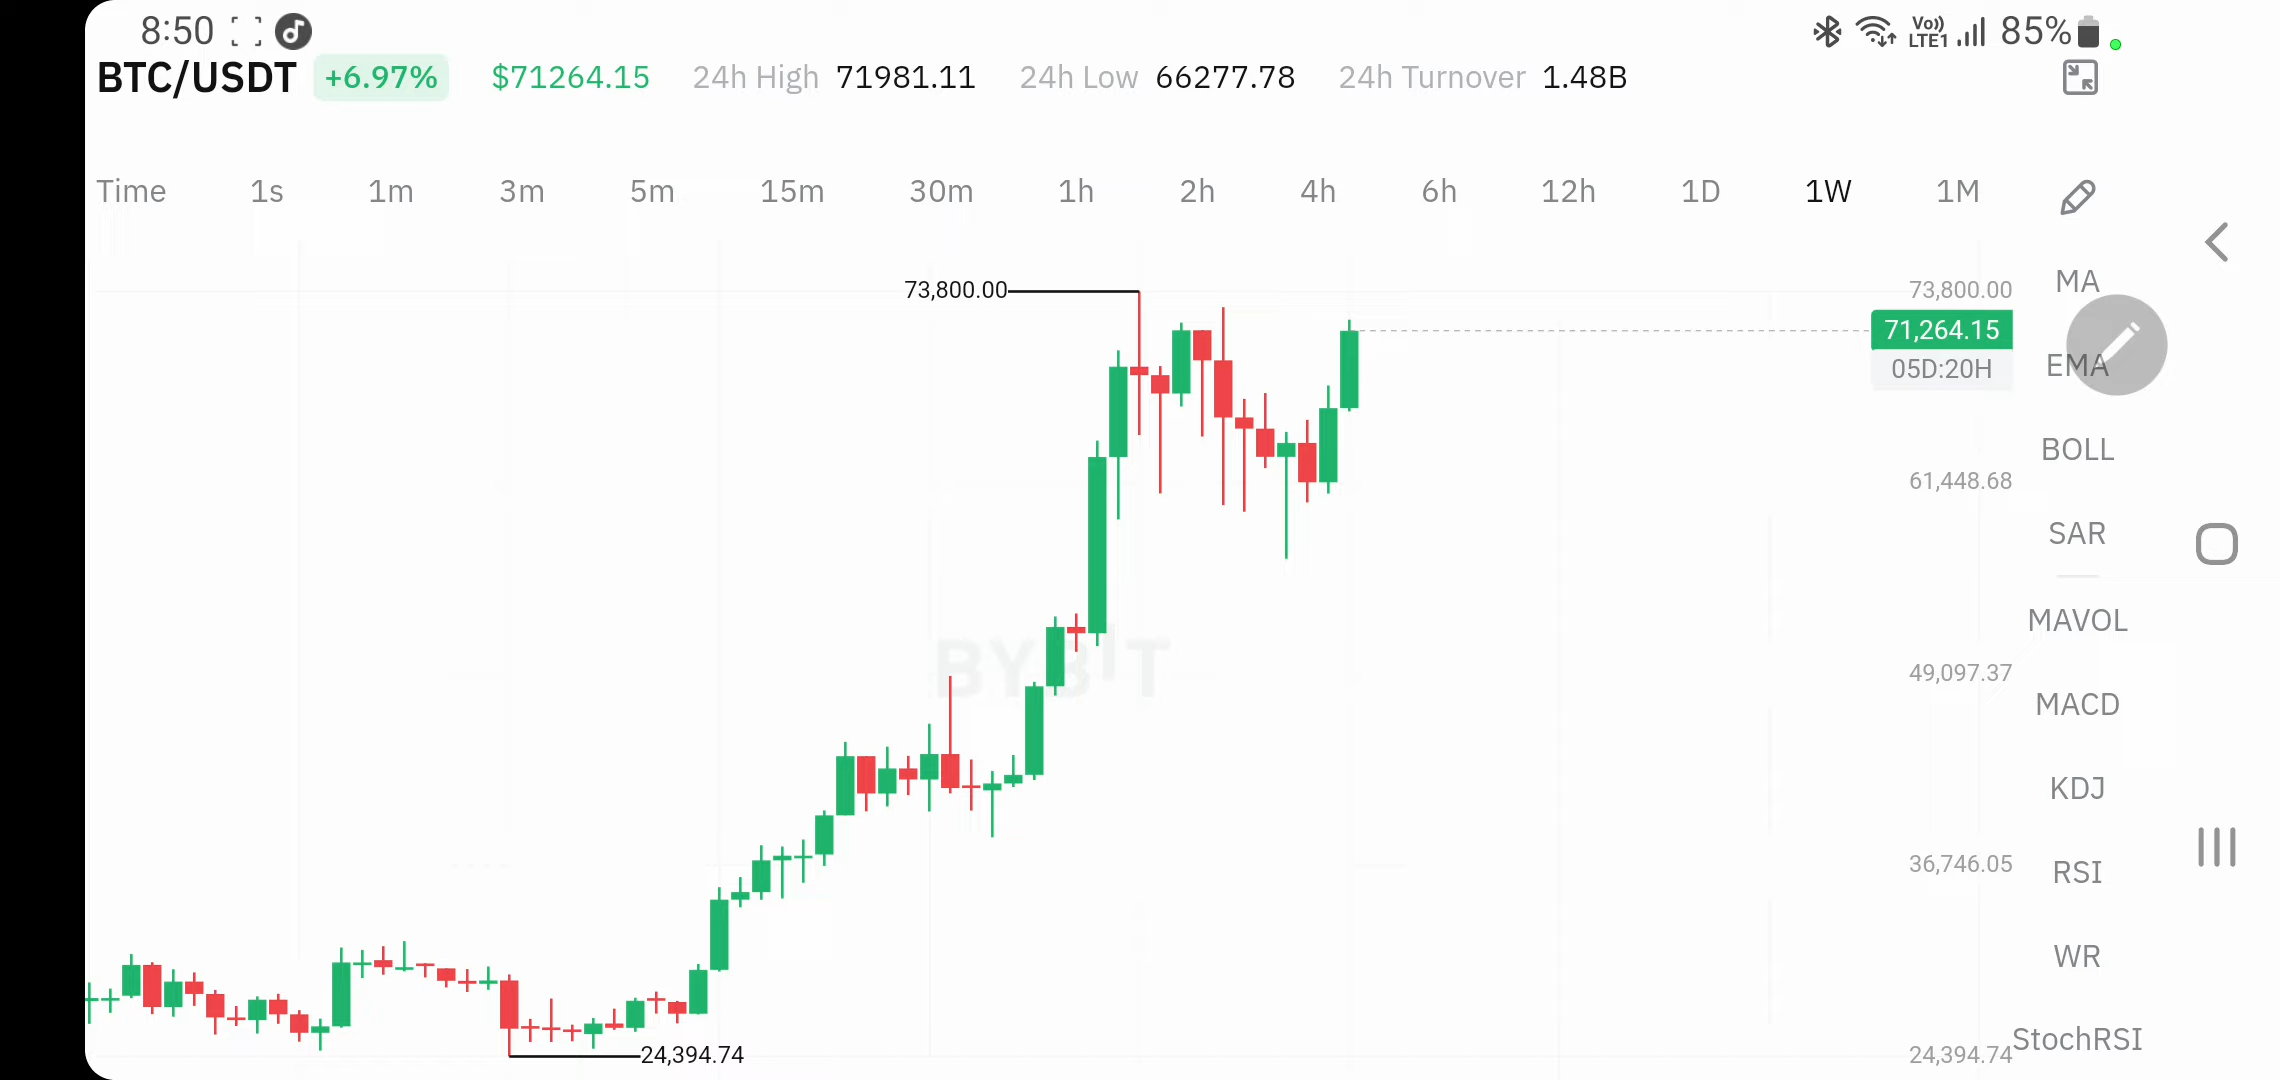 8:50 Vo)) LTE1 85%
BTC/USDT +6.97% $71264.15 24h High 71981.11 24h Low 66277.78 24h Turnover 1.48B
Time 1s 1m 3m 5m 15m 30m 1h 2h 4h 6h 12h 1D 1W 1M
MA
73,800.00 73,800.00
71,264.15
05D:20H
EMA
BOLL
61,448.68
SAR
MAVOL
BYBIT
49,097.37
MACD
KDJ
36,746.05
RSI
WR
StochRSI
24,394.74 24,394.74